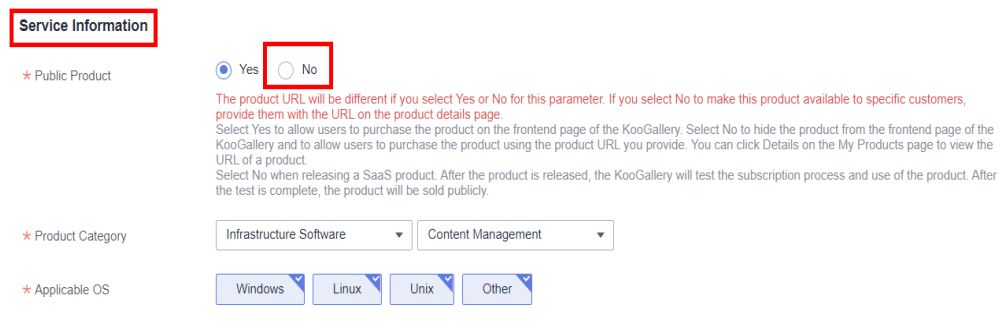 Service Information
* Public Product
Yes No
The product URL will be different if you select Yes or No for this parameter. If you select No to make this product available to specific customers,
provide them with the URL on the product details page.
Select Yes to allow users to purchase the product on the frontend page of the KooGallery. Select No to hide the product from the frontend page of the
KooGallery and to allow users to purchase the product using the product URL you provide. You can click Details on the My Products page to view the
URL of a product.
Select No when releasing a SaaS product. After the product is released, the KooGallery will test the subscription process and use of the product. After
the test is complete, the product will be sold publicly.
* Product Category
Infrastructure Software Content Management
* Applicable OS
Windows Linux Unix Other